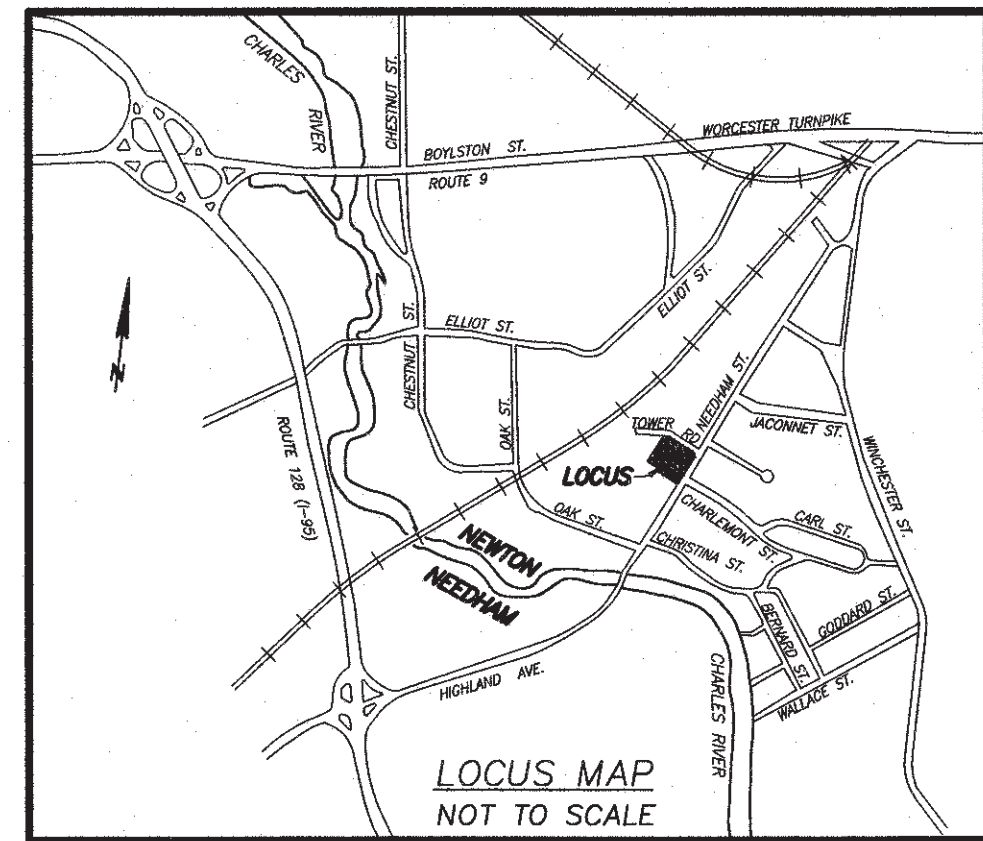 CHARLES
RIVER
CHESTNUT ST.
WORCESTER TURNPIKE
BOYLSTON ST.
ROUTE 9
ELLIOT ST.
ELLIOT ST.
CHESTNUT ST.
N
OAK ST.
NEEDHAM ST.
TOWER RD
JACONNET ST.
LOCUS
ROUTE 128 (I-95)
WINCHESTER ST.
OAK ST.
CHARLEMONT ST.
CARL ST.
CHRISTINA ST.
NEWTON
NEEDHAM
BERNARD ST.
GODDARD ST.
WALLACE ST.
HIGHLAND AVE.
CHARLES RIVER
LOCUS MAP
NOT TO SCALE